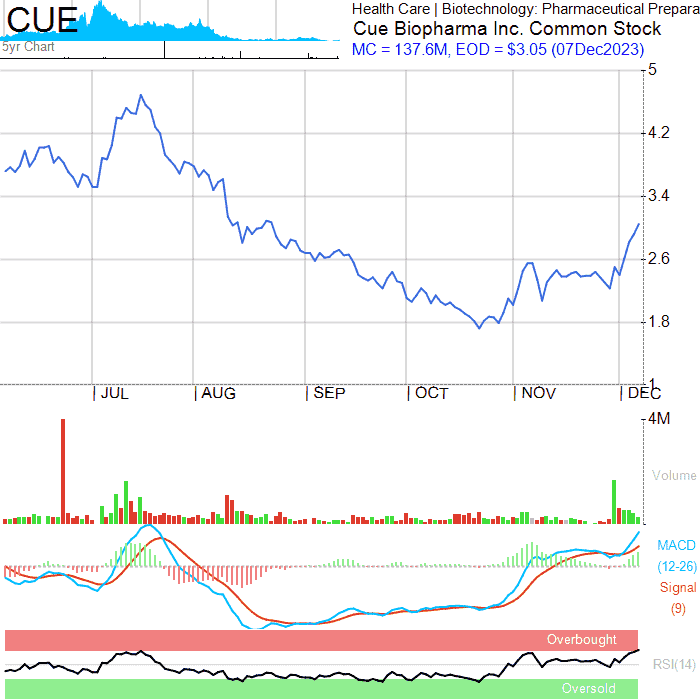 CUE
5yr Chart
Health Care | Biotechnology: Pharmaceutical Prepara
Cue Biopharma Inc. Common Stock
MC = 137.6M, EOD = $3.05 (07Dec2023)
5
4.2
3.4
2.6
1.8
1
JUL
AUG
SEP
OCT
NOV
DEC
4M
Volume
MACD
(12-26)
Signal
(9)
Overbought
RSI(14)
Oversold